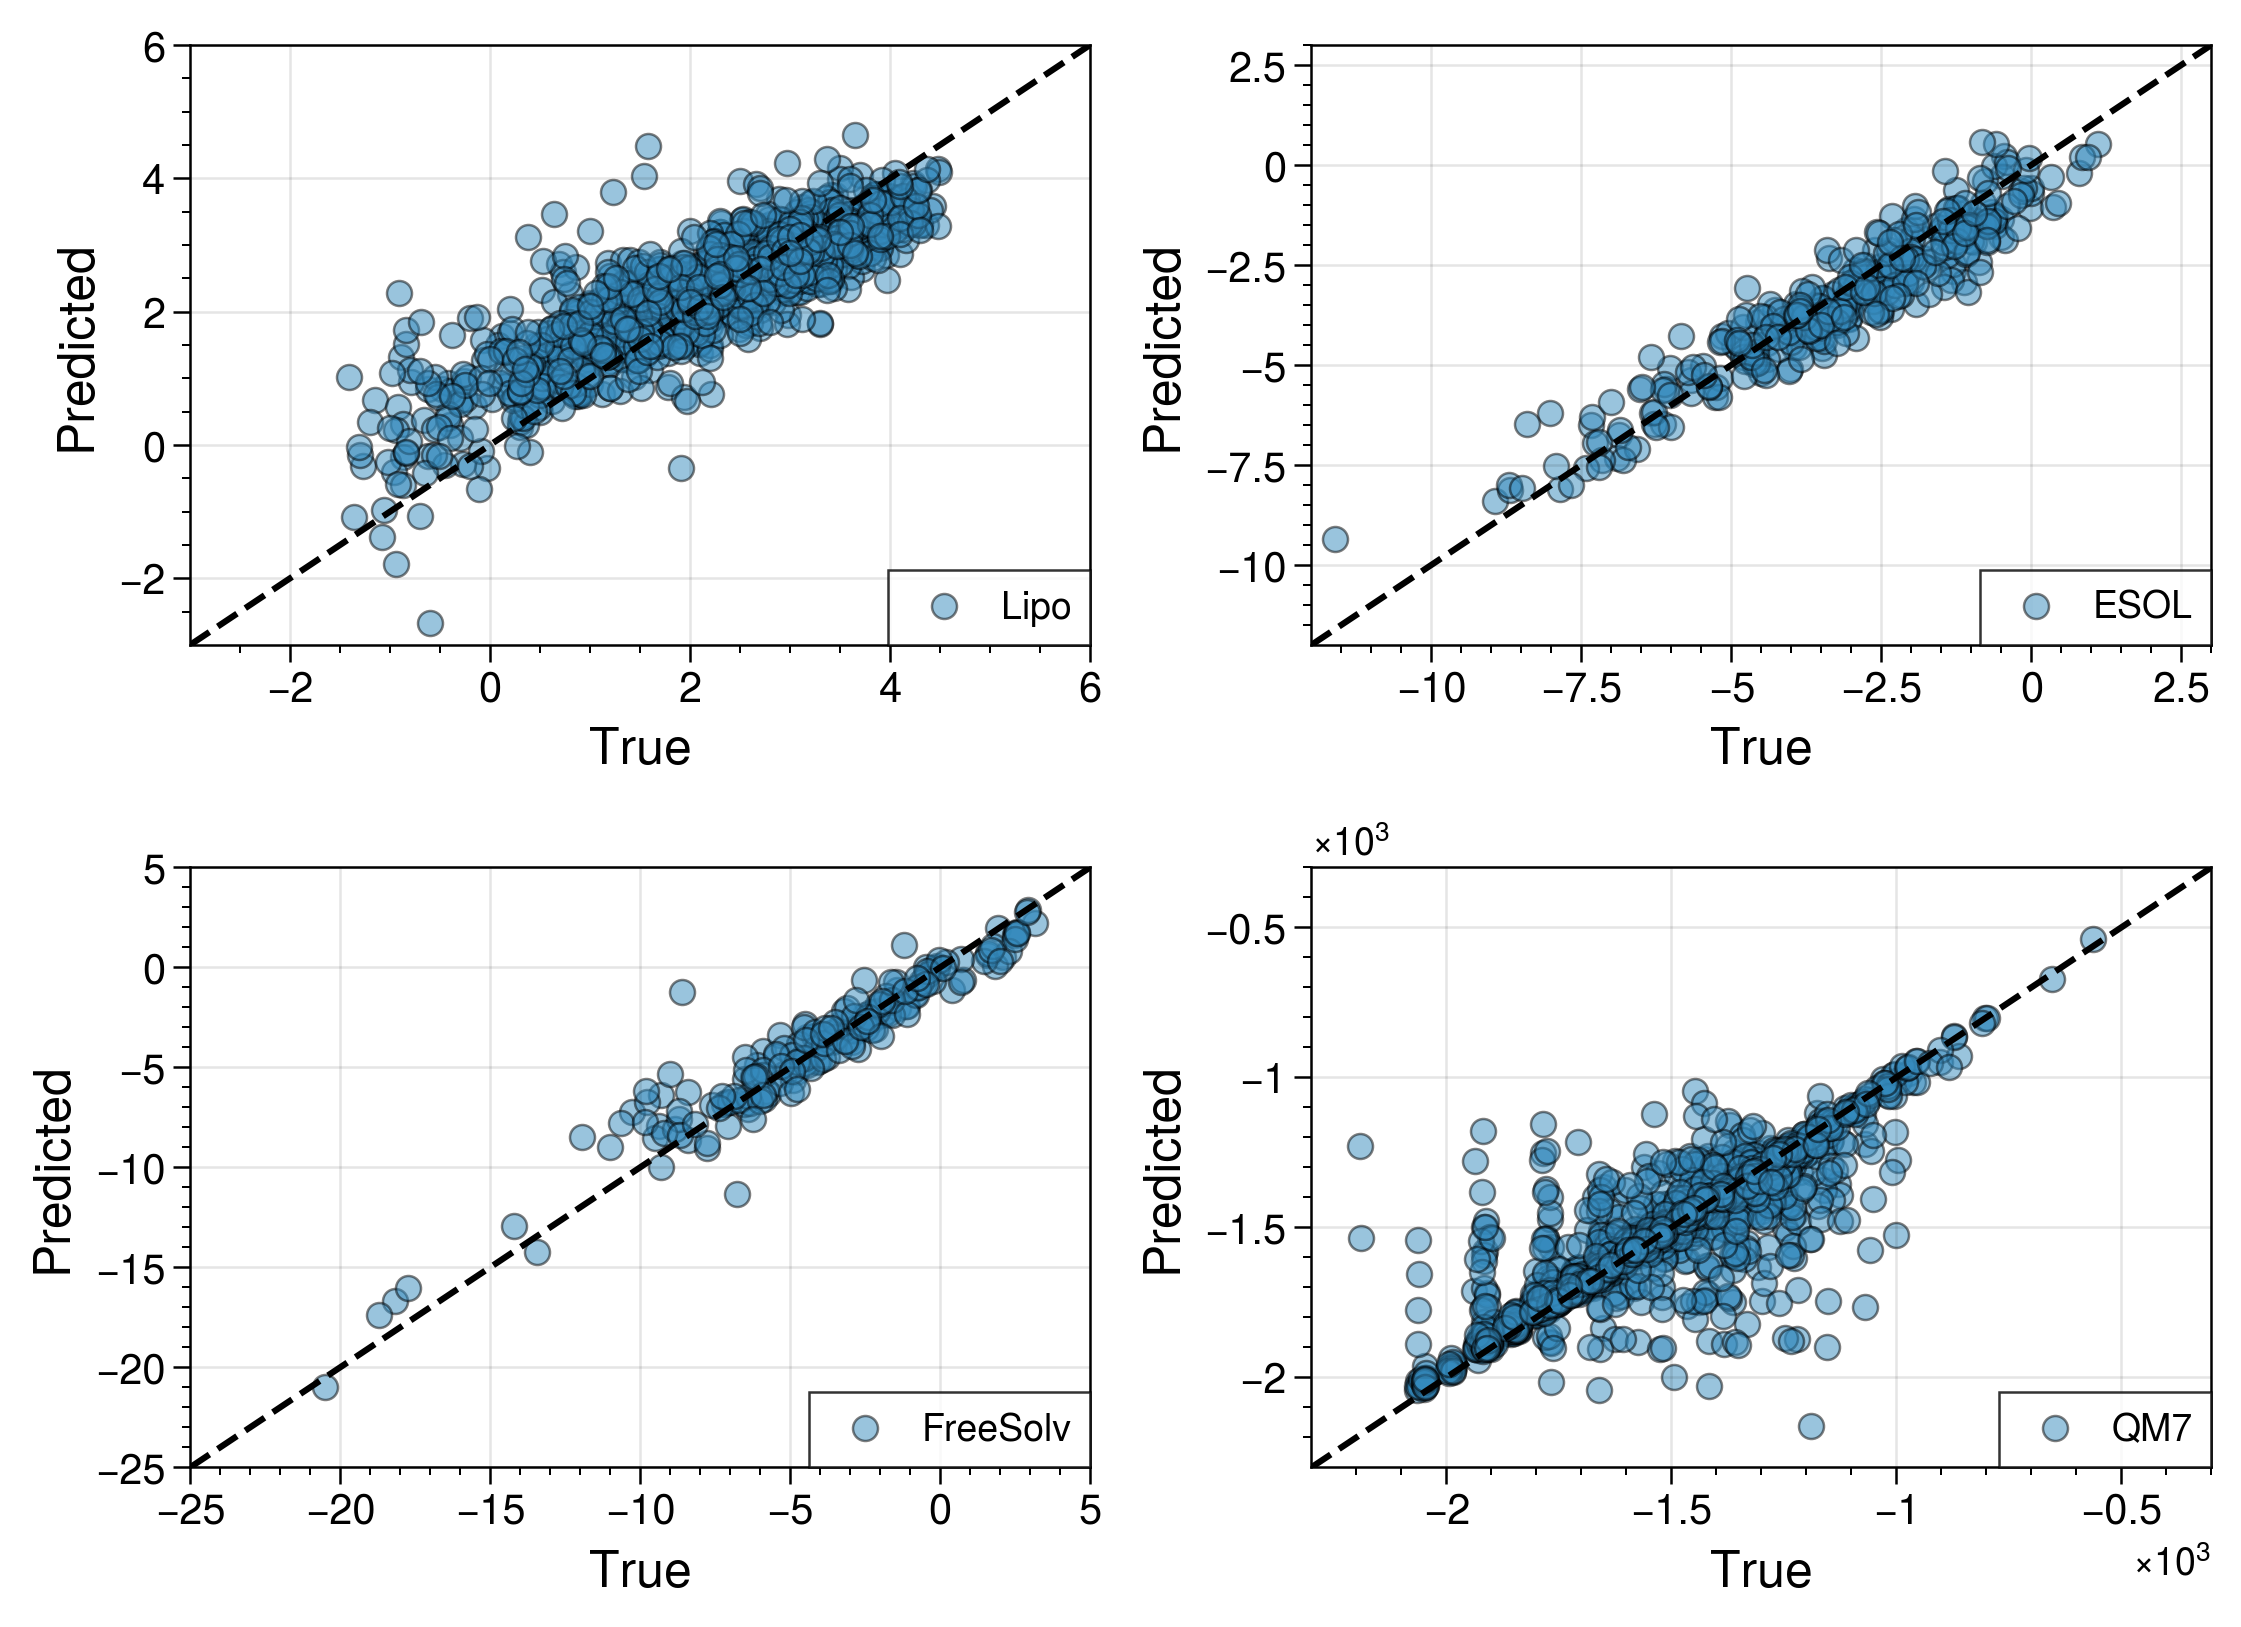 6
4
2
0
−2
Predicted
−2 0 2 4 6
True
Lipo
2.5
0
−2.5
−5
−7.5
−10
Predicted
−10 −7.5 −5 −2.5 0 2.5
True
ESOL
5
0
−5
−10
−15
−20
−25
Predicted
−25 −20 −15 −10 −5 0 5
True
FreeSolv
×10³
−0.5
−1
−1.5
−2
Predicted
−2 −1.5 −1 −0.5
True
×10³
QM7